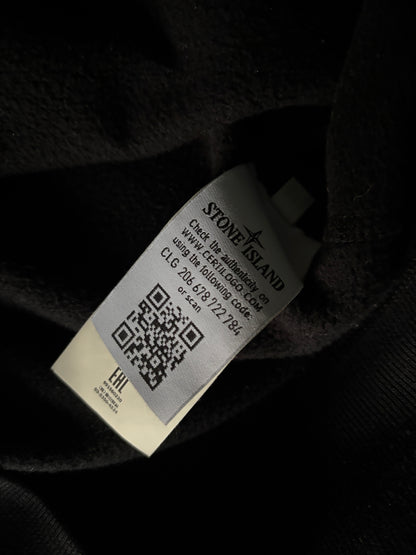 STONE ISLAND
Check the authenticity on
WWW.CERTILOGO.COM
using the following code:
CLG 206 678 722 784
or scan
EAC